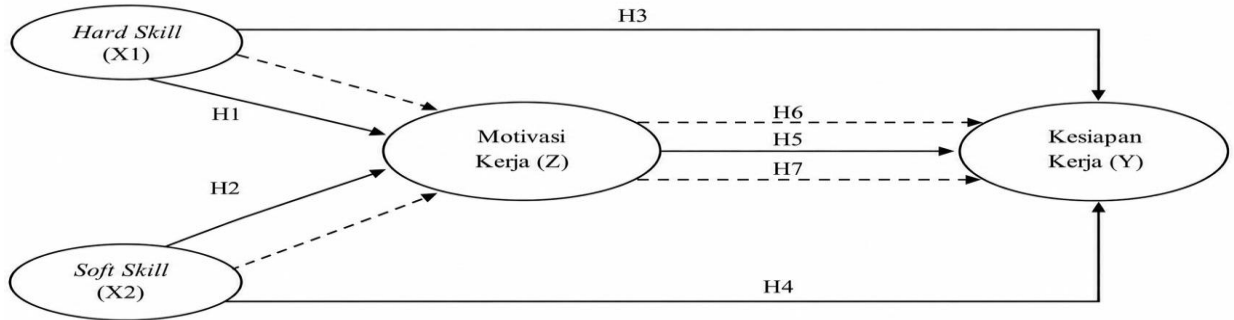 H3
Hard Skill
(X1)
H1
H6
Motivasi
Kerja (Z)
H5
Kesiapan
Kerja (Y)
H7
H2
Soft Skill
(X2)
H4